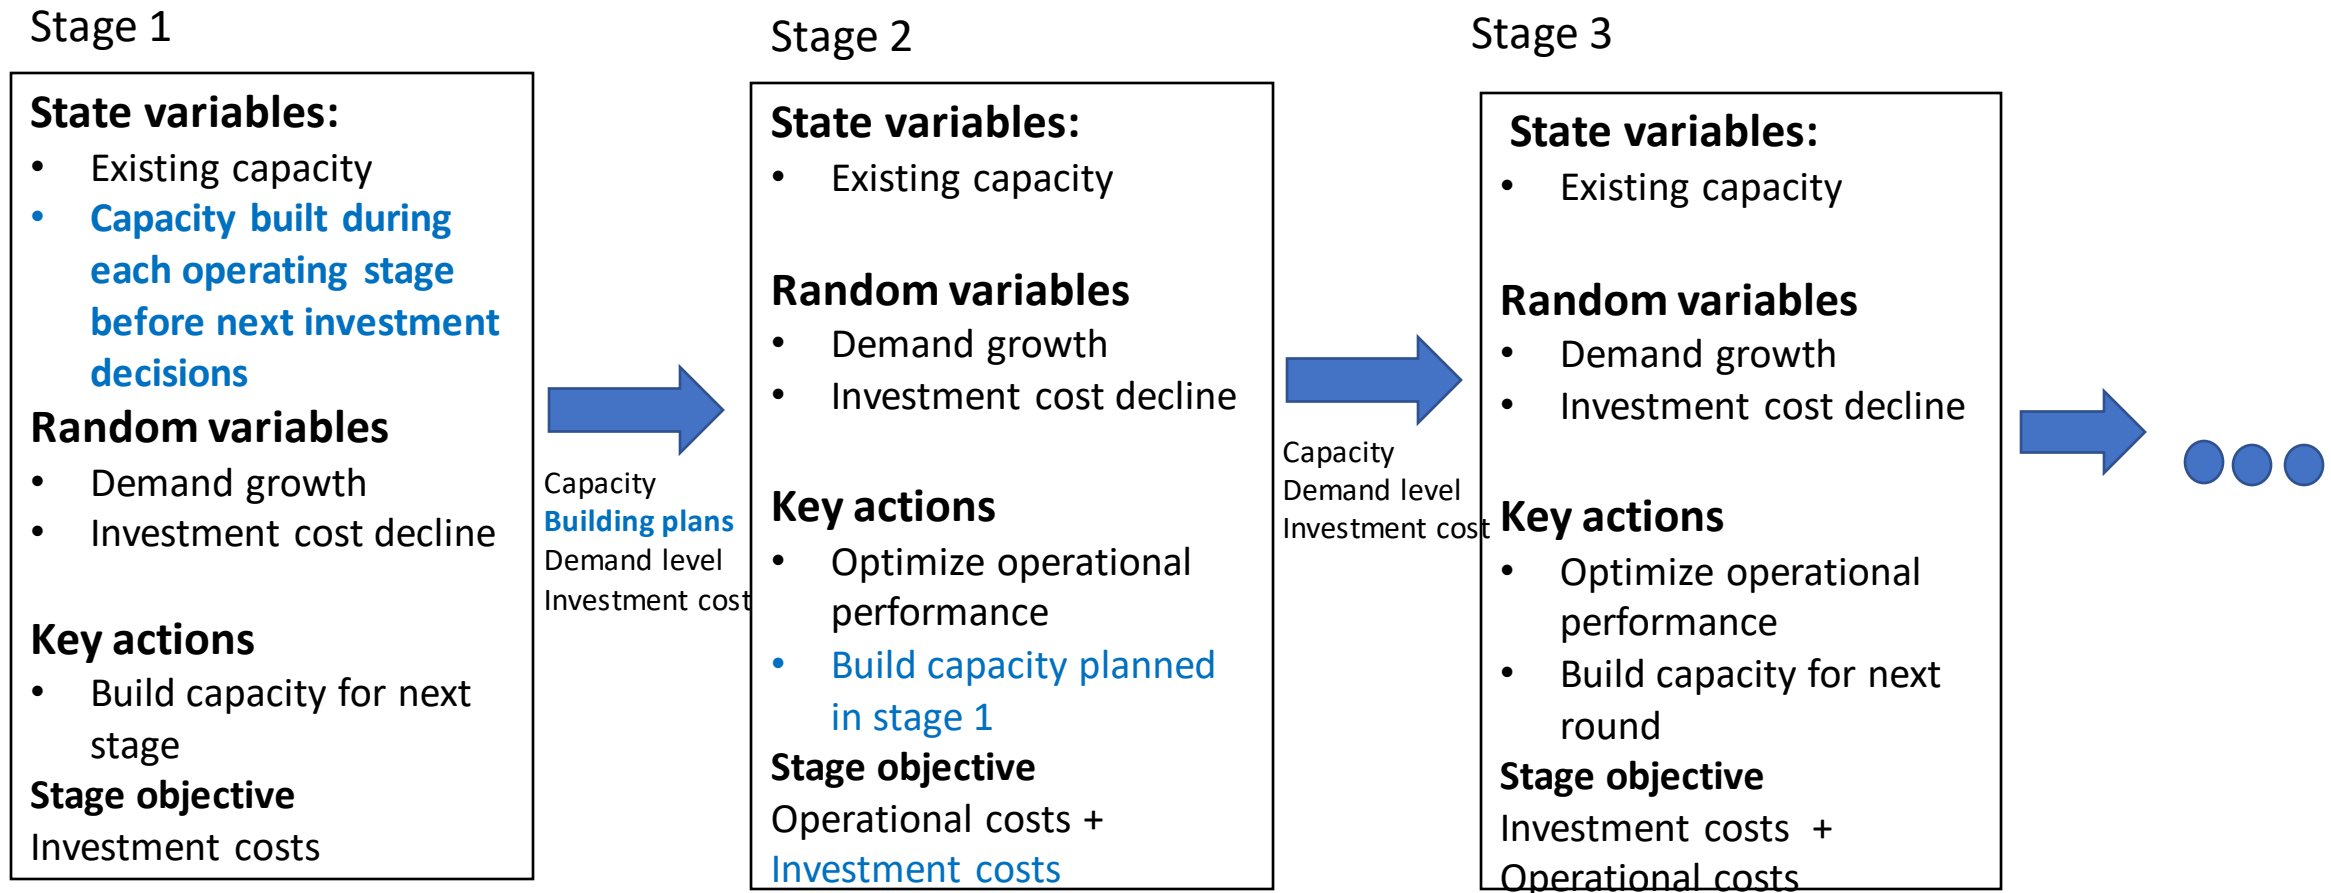 Stage 1
State variables:
• Existing capacity
• Capacity built during
each operating stage
before next investment
decisions
Random variables
• Demand growth
• Investment cost decline
Key actions
• Build capacity for next
stage
Stage objective
Investment costs
Capacity
Building plans
Demand level
Investment cost
Stage 2
State variables:
• Existing capacity
Random variables
• Demand growth
• Investment cost decline
Key actions
• Optimize operational
performance
• Build capacity planned
in stage 1
Stage objective
Operational costs +
Investment costs
Capacity
Demand level
Investment cost
Stage 3
State variables:
• Existing capacity
Random variables
• Demand growth
• Investment cost decline
Key actions
• Optimize operational
performance
• Build capacity for next
round
Stage objective
Investment costs +
Operational costs